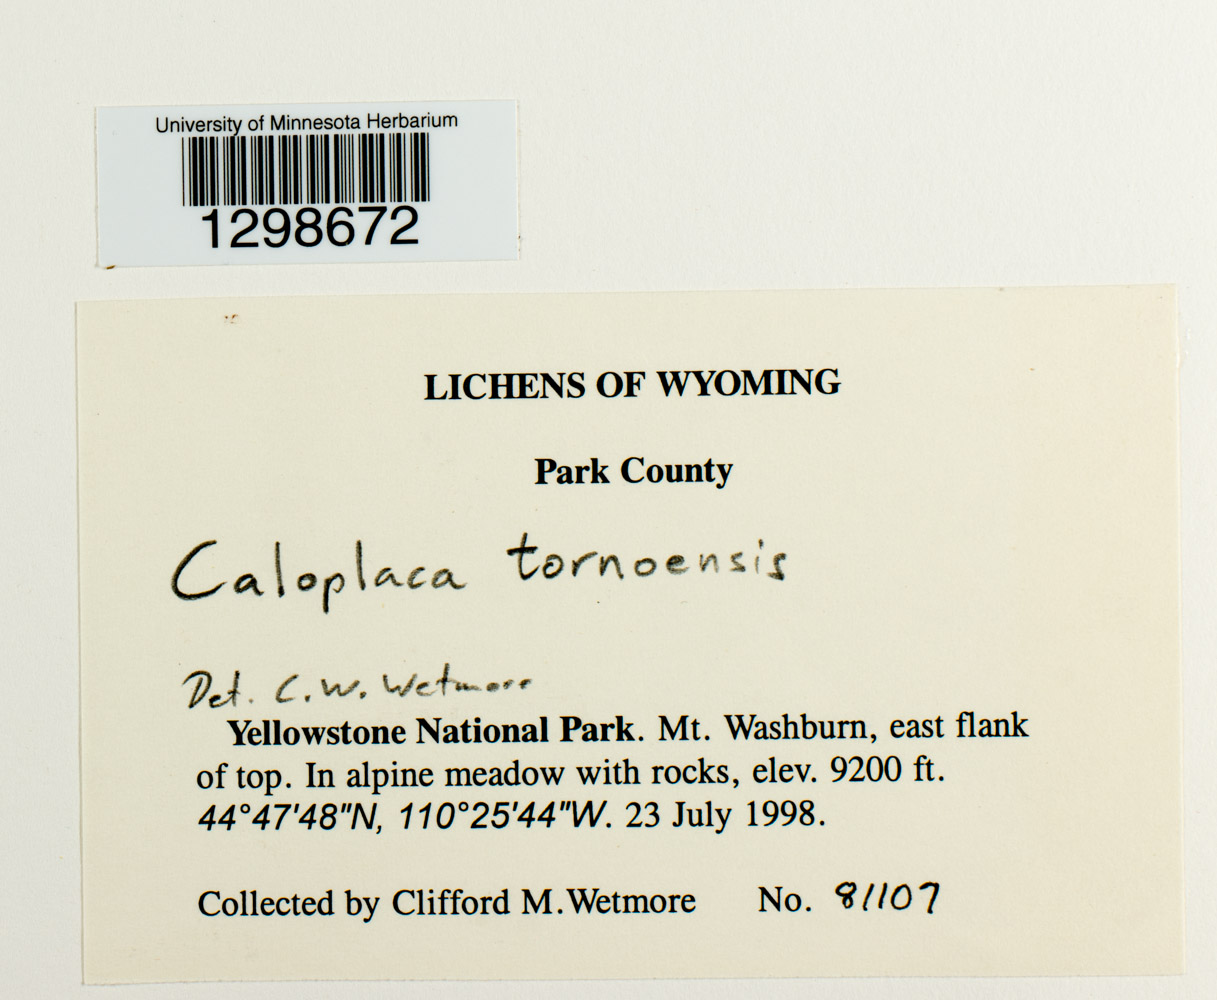 University of Minnesota Herbarium
1298672
LICHENS OF WYOMING
Park County
Caloplaca tornoensis
Det. C. W. Wetmore
Yellowstone National Park. Mt. Washburn, east flank
of top. In alpine meadow with rocks, elev. 9200 ft.
44°47'48"N, 110°25'44"W. 23 July 1998.
Collected by Clifford M.Wetmore No. 81107